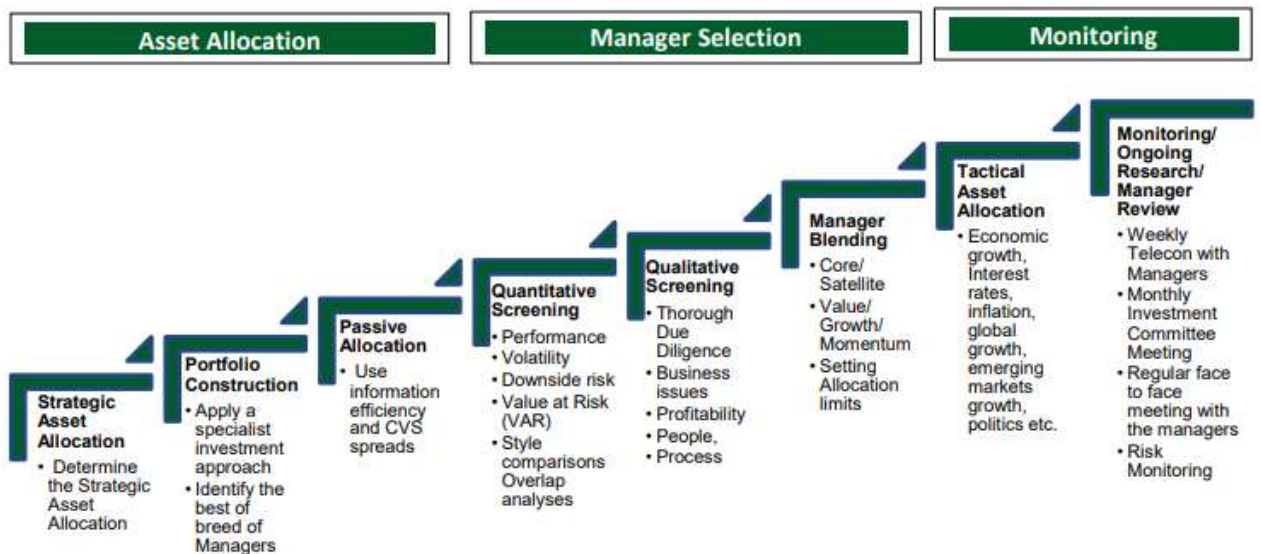 Asset Allocation
Manager Selection
Monitoring
Strategic
Asset
Allocation
• Determine
the Strategic
Asset
Allocation
Portfolio
Construction
• Apply a
specialist
investment
approach
• Identify the
best of
breed of
Managers
Passive
Allocation
• Use
information
efficiency
and CVS
spreads
Quantitative
Screening
• Performance
• Volatility
• Downside risk
• Value at Risk
(VAR)
• Style
comparisons
Overlap
analyses
Qualitative
Screening
• Thorough
Due
Diligence
• Business
issues
• Profitability
• People,
• Process
Manager
Blending
• Core/
Satellite
• Value/
Growth/
Momentum
• Setting
Allocation
limits
Tactical
Asset
Allocation
• Economic
growth,
Interest
rates,
inflation,
global
growth,
emerging
markets
growth,
politics etc.
Monitoring/
Ongoing
Research/
Manager
Review
• Weekly
Telecon with
Managers
• Monthly
Investment
Committee
Meeting
• Regular face
to face
meeting with
the managers
• Risk
Monitoring